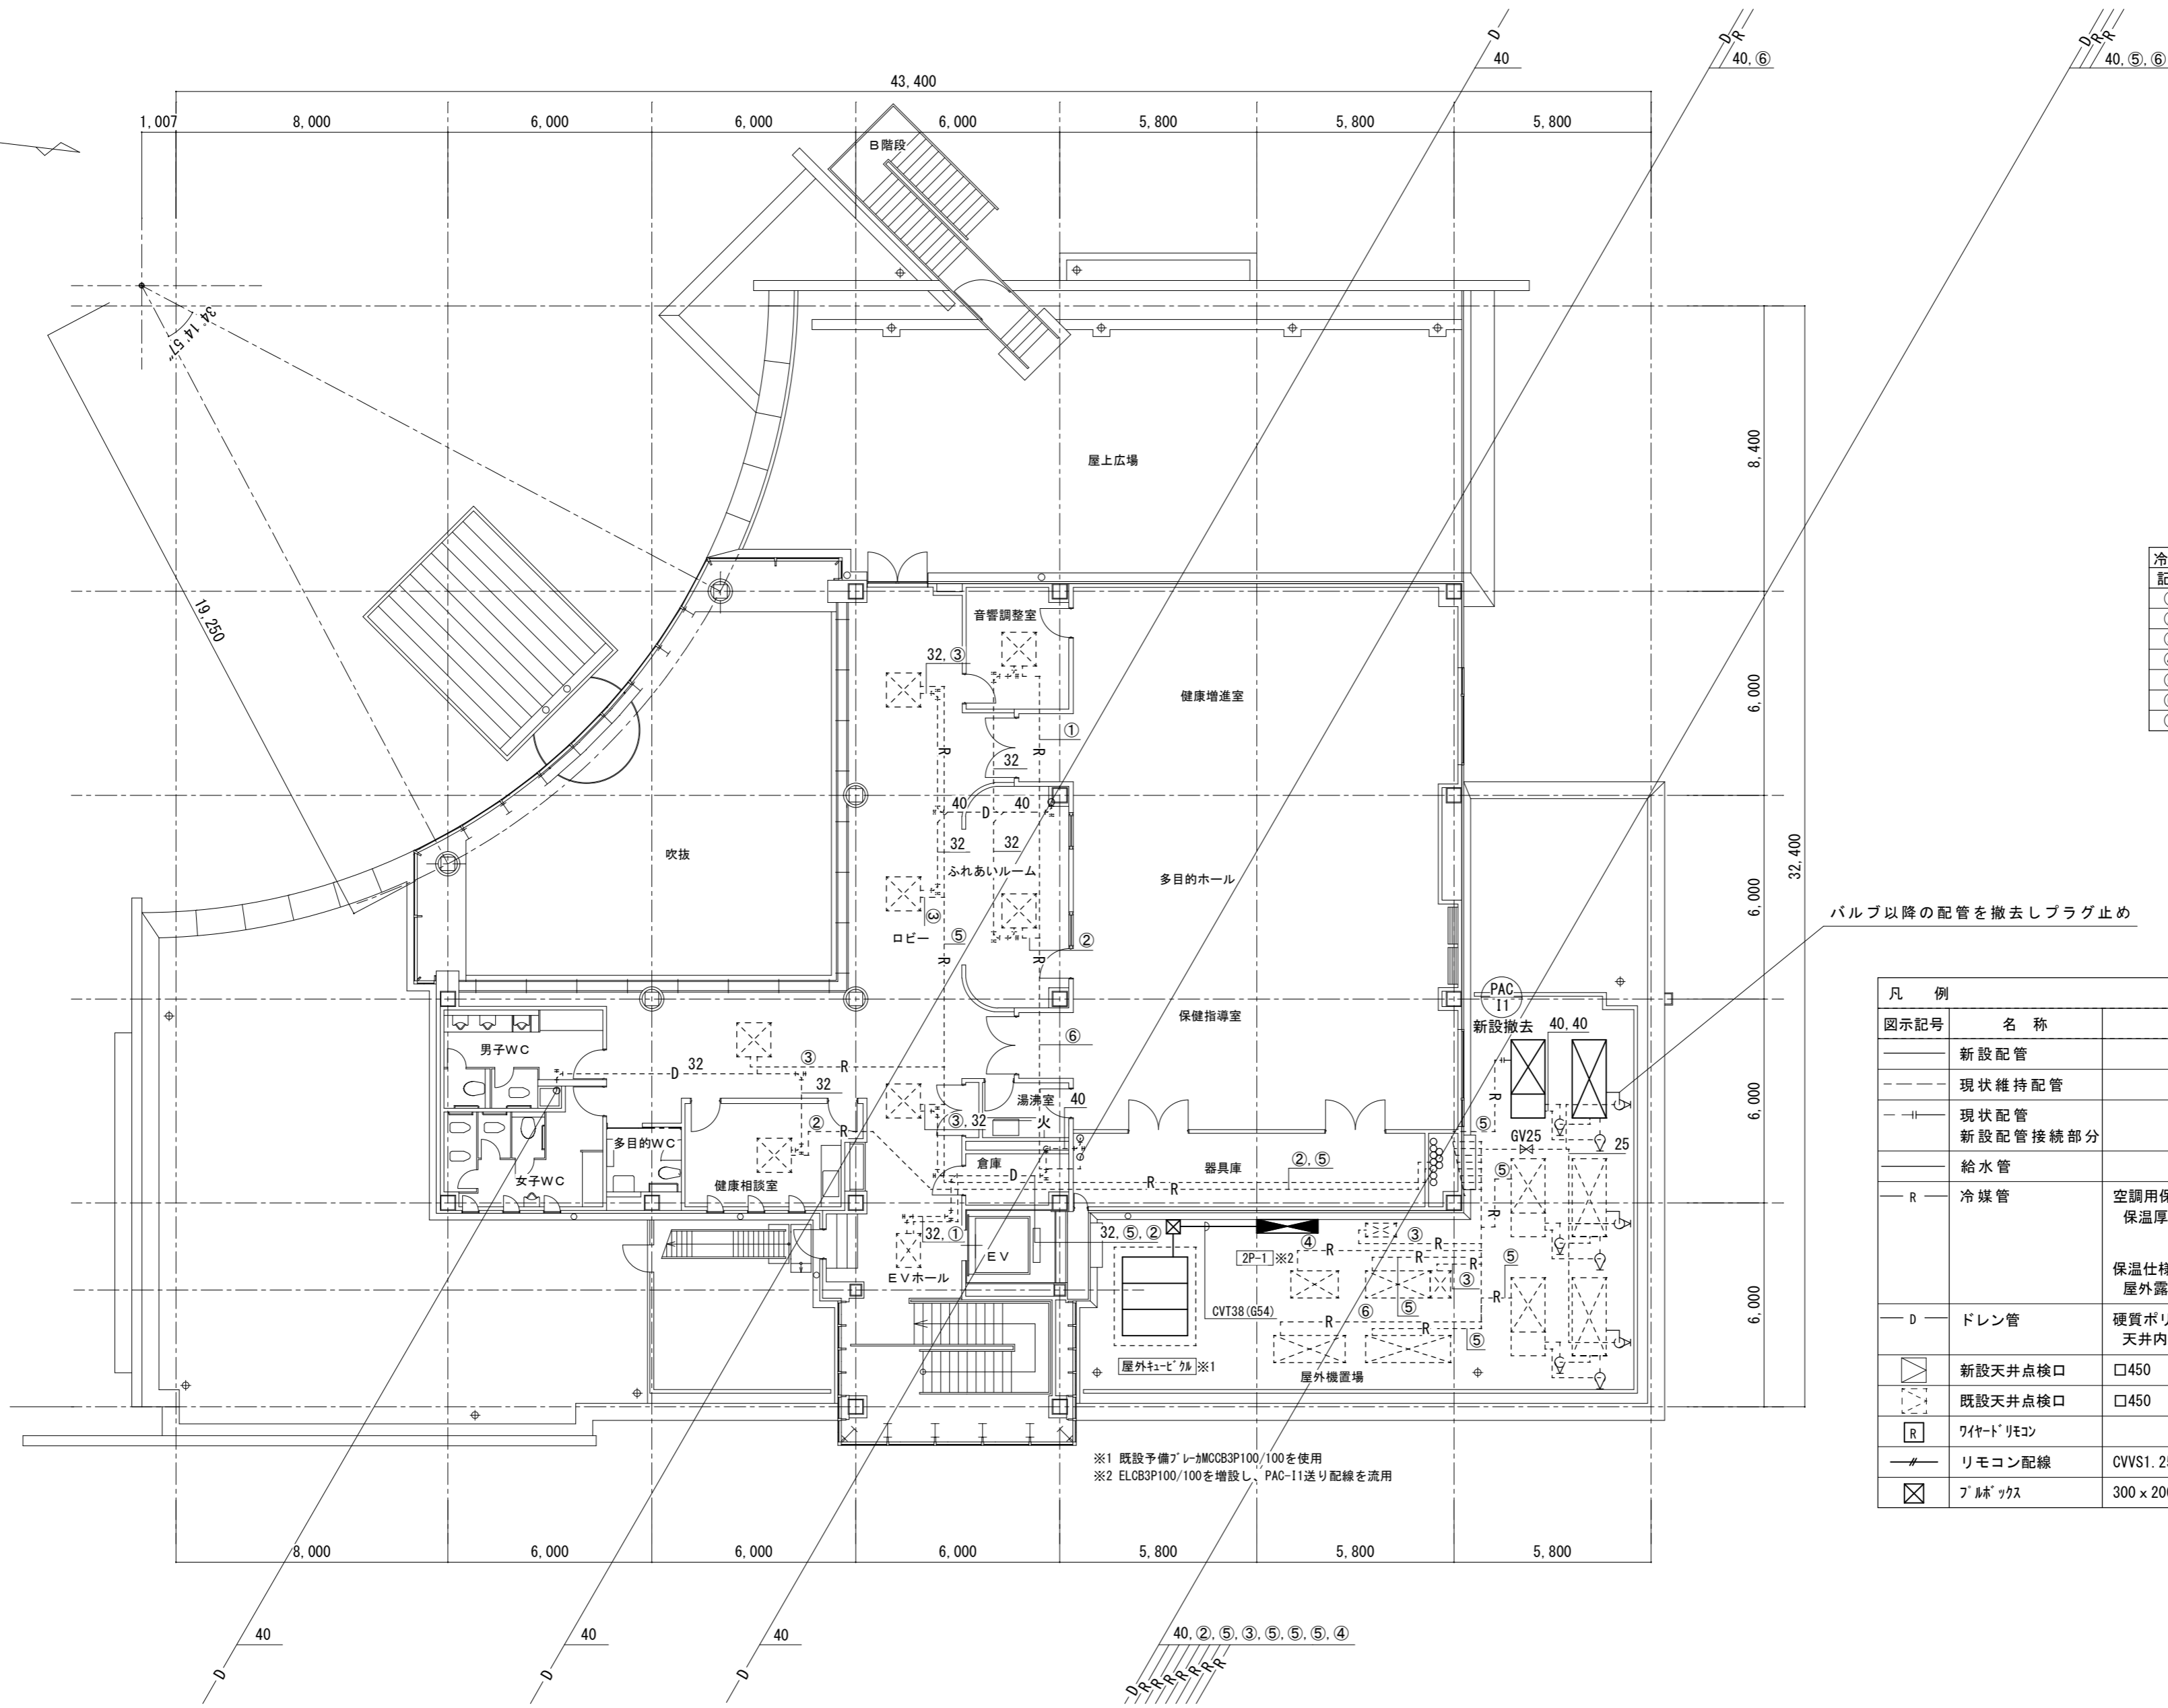 D
40
D
R
40,⑥
D
R
R
40,⑤,⑥
43,400
1,007
8,000
6,000
6,000
6,000
5,800
5,800
5,800
B階段
34°14'57"
19,250
8,400
屋上広場
音響調整室
32,③
健康増進室
6,000
①
R
R
32
40
D
40
32
32
吹抜
ふれあいルーム
多目的ホール
32,400
6,000
③
ロビー
⑤
②
R
R
バルブ以降の配管を撤去しプラグ止め
PAC
I1
新設撤去
40,40
保健指導室
男子WC
32
D
③
R
⑥
32
湯沸室
40
R
6,000
③,32
火
⑤
GV25
25
多目的WC
②
R
倉庫
D
器具庫
②,⑤
R
R
⑤
女子WC
健康相談室
32,①
EV
32,⑤,②
EVホール
2P-1
※2
④
③
R
R
R
R
③
⑤
⑤
R
CVT38(G54)
R
⑥
R
⑤
6,000
屋外キュービクル
※1
屋外機置場
※1 既設予備ブレーカMCCB3P100/100を使用
※2 ELCB3P100/100を増設し、PAC-I1送り配線を流用
8,000
6,000
6,000
6,000
5,800
5,800
5,800
40
D
40
D
40
D
40,②,⑤,③,⑤,⑤,⑤,④
D
R
R
R
R
R
R
R
冷
記
凡 例
図示記号
名 称
新設配管
現状維持配管
現状配管
新設配管接続部分
給水管
R
冷媒管
空調用保
保温厚
保温仕様
屋外露
D
ドレン管
硬質ポリ
天井内
新設天井点検口
□450
既設天井点検口
□450
R
ワイヤードリモコン
リモコン配線
CVVS1.25
プルボックス
300x200